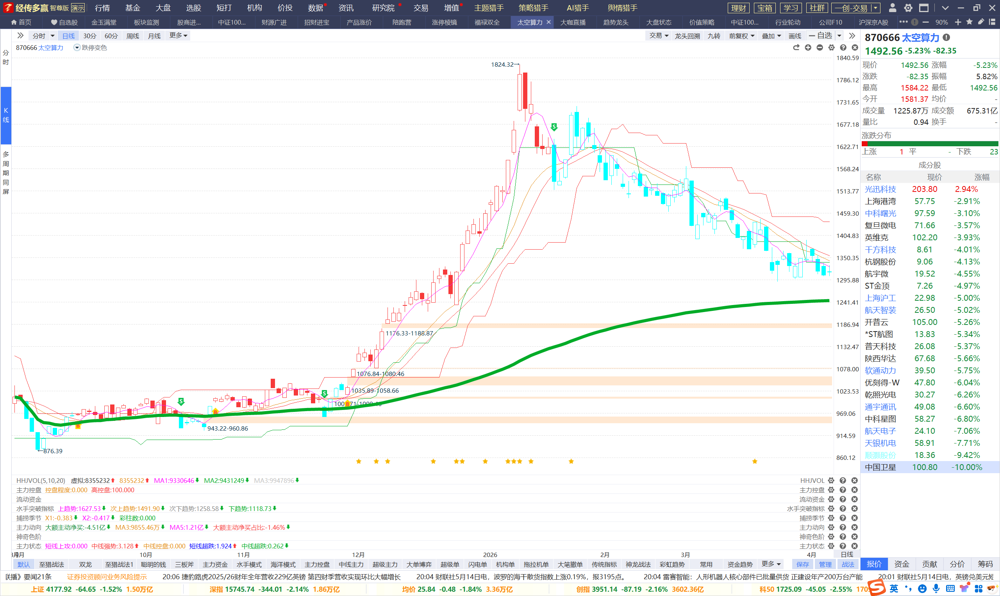 经传多赢 智尊版 演示 行情 基金 大盘 选股 短打 机构 价投 数据 资讯 研究院 交易 增值 主题猎手 策略猎手 AI猎手 舆情猎手 理财 宝箱 学习 社群 一创-交易
首页 自选股 金玉满堂 板块监测 股商进... 中证100... 财源广进 招财进宝 产品涨价 陪跑营 涨停棱镜 福禄双全 太空算力 大咖直播 趋势龙头 大盘状态 价值策略 中证100... 行业轮动 公司F10 沪深京A股 90%
分时 日线 30分 60分 周线 月线 更多 交易 龙头回溯 九转 前复权 叠加 画线 自选
870666 太空算力 跌停变色
分时
K线
多周期同屏
1824.32→
1176.33-1188.87
1076.84-1080.46
1035.89-1058.66
943.22-960.86
←876.39
S
S
S
B
B
B
1840.59
1786.12
1731.65
1677.18
1622.71
1568.24
1513.77
1459.30
1404.83
1350.35
1295.88
1241.41
1186.94
1132.47
1078.00
1023.53
969.06
914.59
860.12
HHJVOL(5,10,20) 虚拟:8355232 8355232 MA1:9330646 MA2:9431249 MA3:9947896 HHJVOL
主力控盘 控盘程度:0.000 高控盘:100.000 主力控盘
流动资金 流动资金
水手突破指标 上趋势:1627.53 次上趋势:1491.90 次下趋势:1258.58 下趋势:1118.73 水手突破指标
捕捞季节 X1:-0.383 X2:-0.417 彩柱数:0.000 捕捞季节
主力动向 大额主动净买:-4.51亿 MA3:9855.46万 MA5:1.21亿 大额主动净买占比:-1.46% 主力动向
神奇色阶 神奇色阶
主力状态 短线上攻:0.000 中线强势:3.128 中线控盘:0.000 短线超跌:1.924 中线超跌:0.262 主力状态
9月 10月 11月 12月 2026 2月 3月 4月 日线
默认 至猎战法 双龙 至猎战法1 聪明的钱 三板斧 主力资金 水手模式 海洋模式 主力控盘 中线主力 超级主力 大单博弈 超级单 闪电单 机构单 拖拉机单 大笔撤单 传统指标 神龙战法 彩虹趋势 常用 资金趋势 更多 保存 管理 战法
870666 太空算力
1492.56 -5.23% -82.35
现价 1492.56 涨幅 -5.23%
涨跌 -82.35 振幅 5.82%
最高 1584.22 最低 1492.56
今开 1581.37 均价 -
成交量 1225.87万 成交额 675.31亿
量比 0.94 换手 -
涨跌分布
上涨 1 平 - 下跌 23
成分股
名称 现价 涨幅
光迅科技 203.80 2.94%
上海港湾 57.75 -2.91%
中科曙光 97.59 -3.10%
复旦微电 71.66 -3.57%
英维克 102.20 -3.93%
千方科技 8.61 -4.01%
杭钢股份 9.06 -4.13%
航宇微 19.52 -4.55%
ST金顶 7.26 -4.97%
上海沪工 22.98 -5.00%
航天智装 26.50 -5.02%
开普云 105.00 -5.26%
*ST航图 13.83 -5.34%
普天科技 26.08 -5.37%
陕西华达 67.68 -5.66%
软通动力 39.50 -5.75%
优刻得-W 47.80 -6.04%
乾照光电 30.27 -6.26%
通宇通讯 49.08 -6.60%
中科星图 58.27 -6.80%
航天电子 24.10 -7.06%
天银机电 58.91 -7.71%
顺灏股份 18.36 -9.42%
中国卫星 100.80 -10.00%
报价 资金 贡献 分价 筹码
联播》要闻21条 证券投资顾问业务风险提示 20:06 捷豹路虎2025/26财年全年营收229亿英镑 第四财季营收实现环比大幅增长 20:04 财联社5月14日电，波罗的海干散货指数上涨0.19%，报3195点。 20:04 雷赛智能：人形机器人核心部件已批量供货 正建设年产200万台产能 20:01 财联社5月14日电，英镑兑美元短
上证 4177.92 -64.65 -1.52% 1.50万亿 深指 15745.74 -344.01 -2.14% 1.86万亿 均价 25.84 -0.48 -1.84% 3.36万亿 创指 3951.14 -87.19 -2.16% 3602.36亿 科50 1725.09 -45.05 -2.55% 英